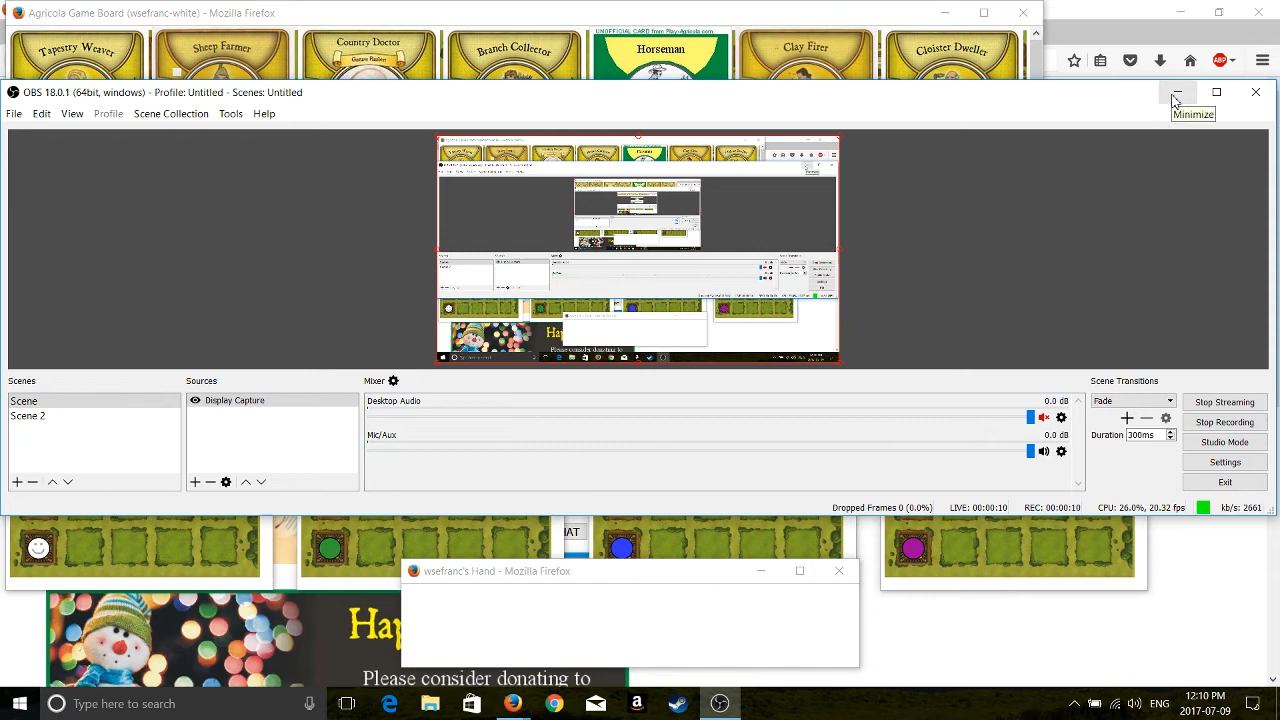 Agricola Game Board (wsefranc-white) - Mozilla Firefox
Tapestry Weaver
Sheep Farmer
Country Doctor
Gustave Flaubert
Branch Collector
UNOFFICIAL CARD from Play-Agricola.com
Horseman
Clay Firer
Cloister Dweller
ABP
OBS 18.0.1 (64bit, windows) - Profile: Untitled - Scenes: Untitled
Minimize
File Edit View Profile Scene Collection Tools Help
Scenes
Sources
Mixer
Scene Transitions
Scene
Scene 2
Display Capture
Desktop Audio
0.0 dB
Mic/Aux
0.0 dB
Fade
Duration 300ms
Stop Streaming
Stop Recording
Studio Mode
Settings
Exit
Dropped Frames 0 (0.0%)
LIVE: 00:00:10
REC: 00:00:10
CPU: 26.0%, 20.32 fps
kb/s: 2661
HAT
wsefranc's Hand - Mozilla Firefox
Hap
Please consider donating to
Type here to search
ENG
12:10 PM
2017-07-09